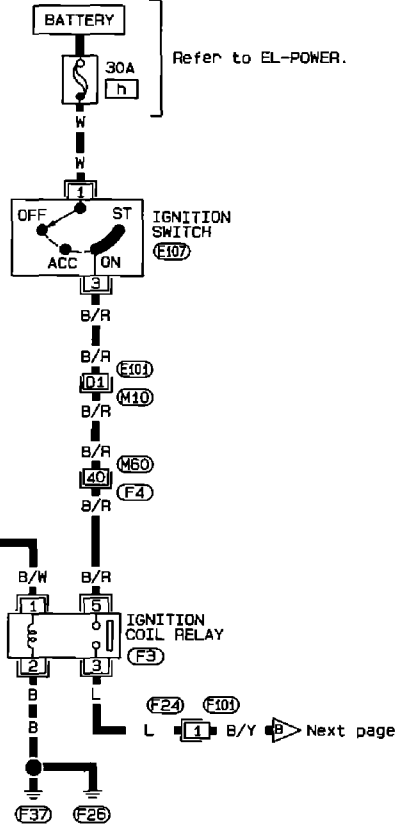 BATTERY
30A
h
Refer to EL-POWER.
W
W
1
OFF
ST
ACC
ON
IGNITION
SWITCH
E107
3
B/R
B/R
D1
E101
M10
B/R
B/R
40
M60
F4
B/R
B/W
B/R
1
5
IGNITION
COIL RELAY
F3
2
3
B
L
B
F24
F101
L
1
B/Y
B
Next page
F37
F26